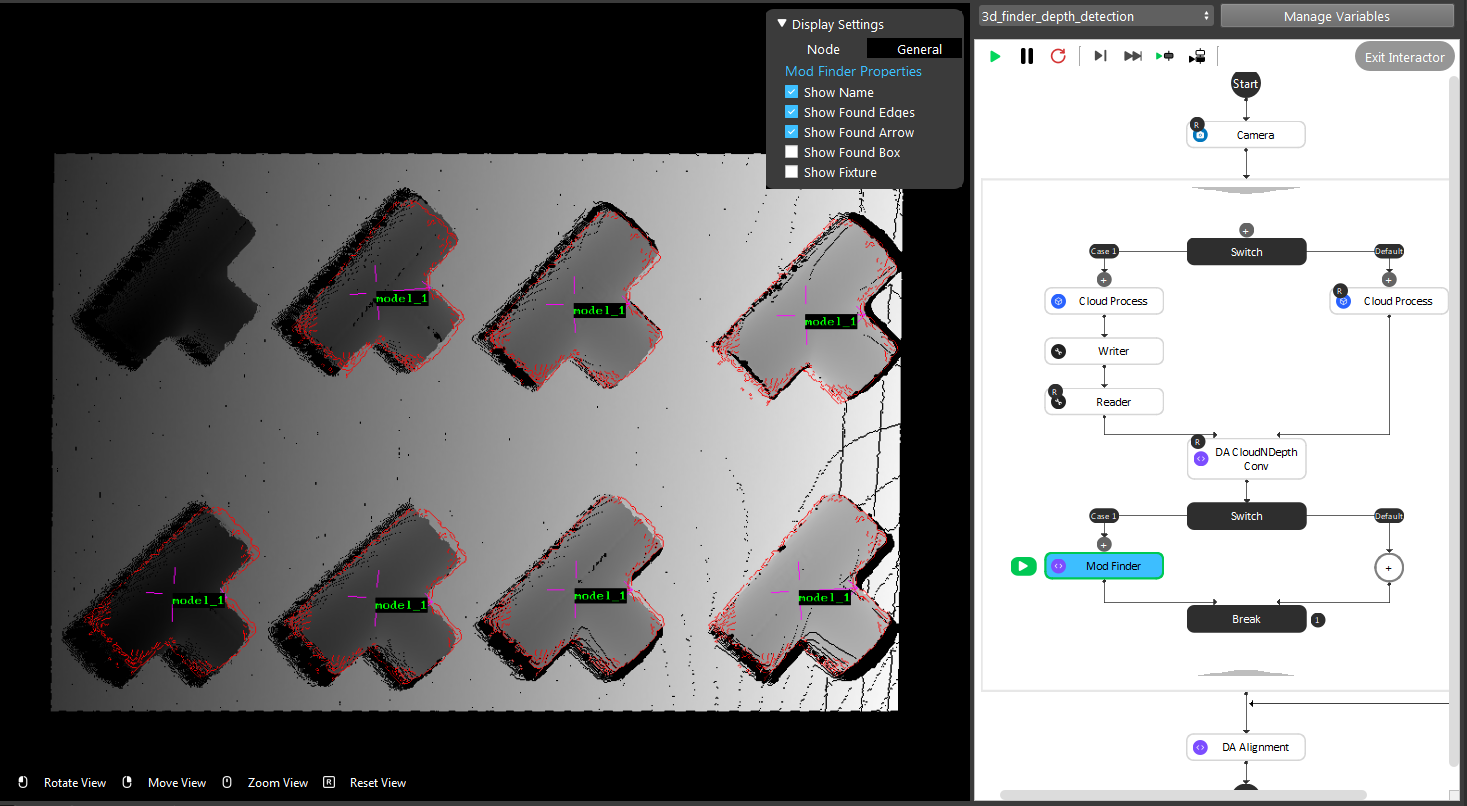 Display Settings
Node
General
Mod Finder Properties
Show Name
Show Found Edges
Show Found Arrow
Show Found Box
Show Fixture
model_1
model_1
model_1
model_1
model_1
model_1
model_1
Rotate View
Move View
Zoom View
R
Reset View
3d_finder_depth_detection
Manage Variables
Exit Interactor
Start
R
Camera
Switch
Case 1
Default
Cloud Process
R
Cloud Process
Writer
R
Reader
R
DA CloudNDepth
Conv
Switch
Case 1
Default
Mod Finder
Break
1
DA Alignment